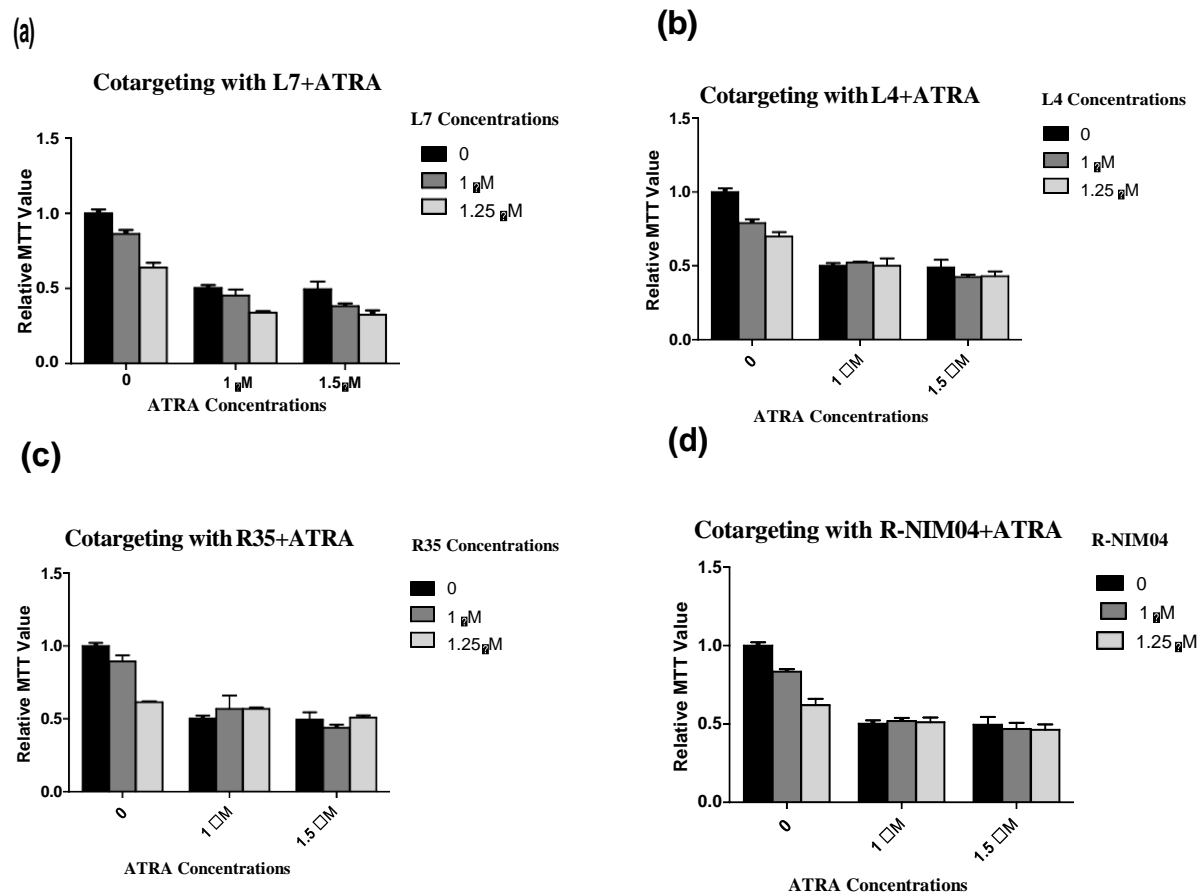 (a)
Cotargeting with L7+ATRA
L7 Concentrations
0
1 �M
1.25 �M
Relative MTT Value
1.5
1.0
0.5
0.0
0
1 �M
1.5�M
ATRA Concentrations
(b)
Cotargeting with L4+ATRA
L4 Concentrations
0
1 �M
1.25 �M
Relative MTT Value
1.5
1.0
0.5
0.0
0
1 □M
1.5 □M
ATRA Concentrations
(c)
Cotargeting with R35+ATRA
R35 Concentrations
0
1 �M
1.25�M
Relative MTT Value
1.5
1.0
0.5
0.0
0
1 □M
1.5 □M
ATRA Concentrations
(d)
Cotargeting with R-NIM04+ATRA
R-NIM04
0
1 �M
1.25 �M
Relative MTT Value
1.5
1.0
0.5
0.0
0
1 □M
1.5 □M
ATRA Concentrations